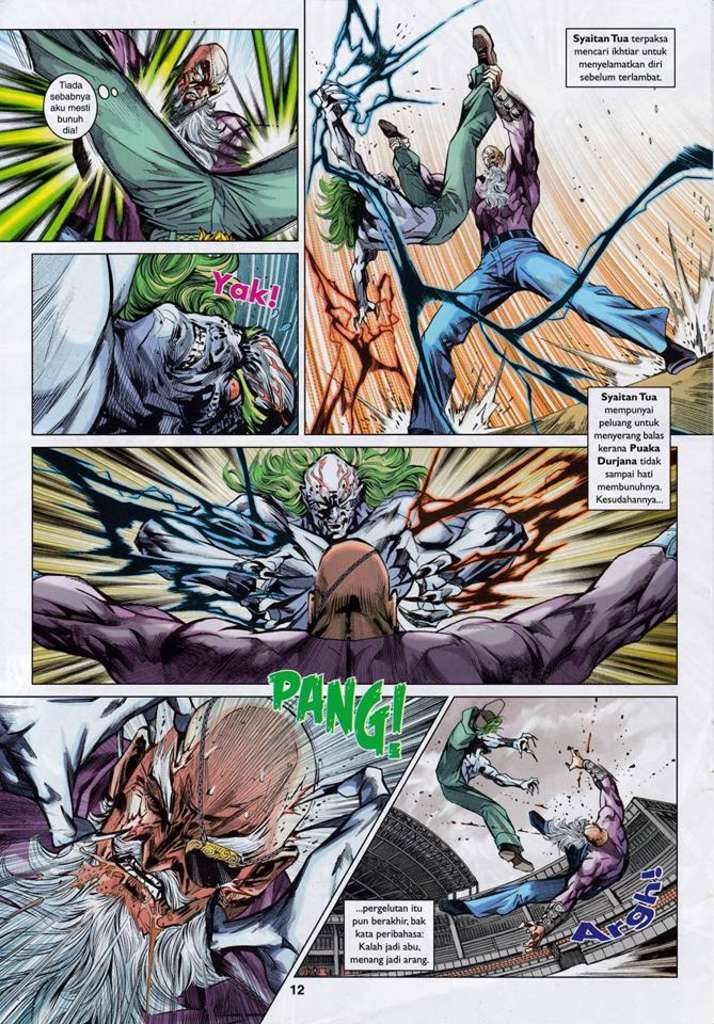 Tiada
sebabnya
aku mesti
bunuh
dia!
Syaitan Tua terpaksa
mencari ikhtiar untuk
menyelamatkan diri
sebelum terlambat.
Yak!
Syaitan Tua
mempunyai
peluang untuk
menyerang balas
kerana Puaka
Durjana tidak
sampai hati
membunuhnya.
Kesudahannya...
PANG!
...pergelutan itu
berakhir, bak
kata peribahasa:
Kalah jadi abu,
menang jadi arang.
Argh!
12